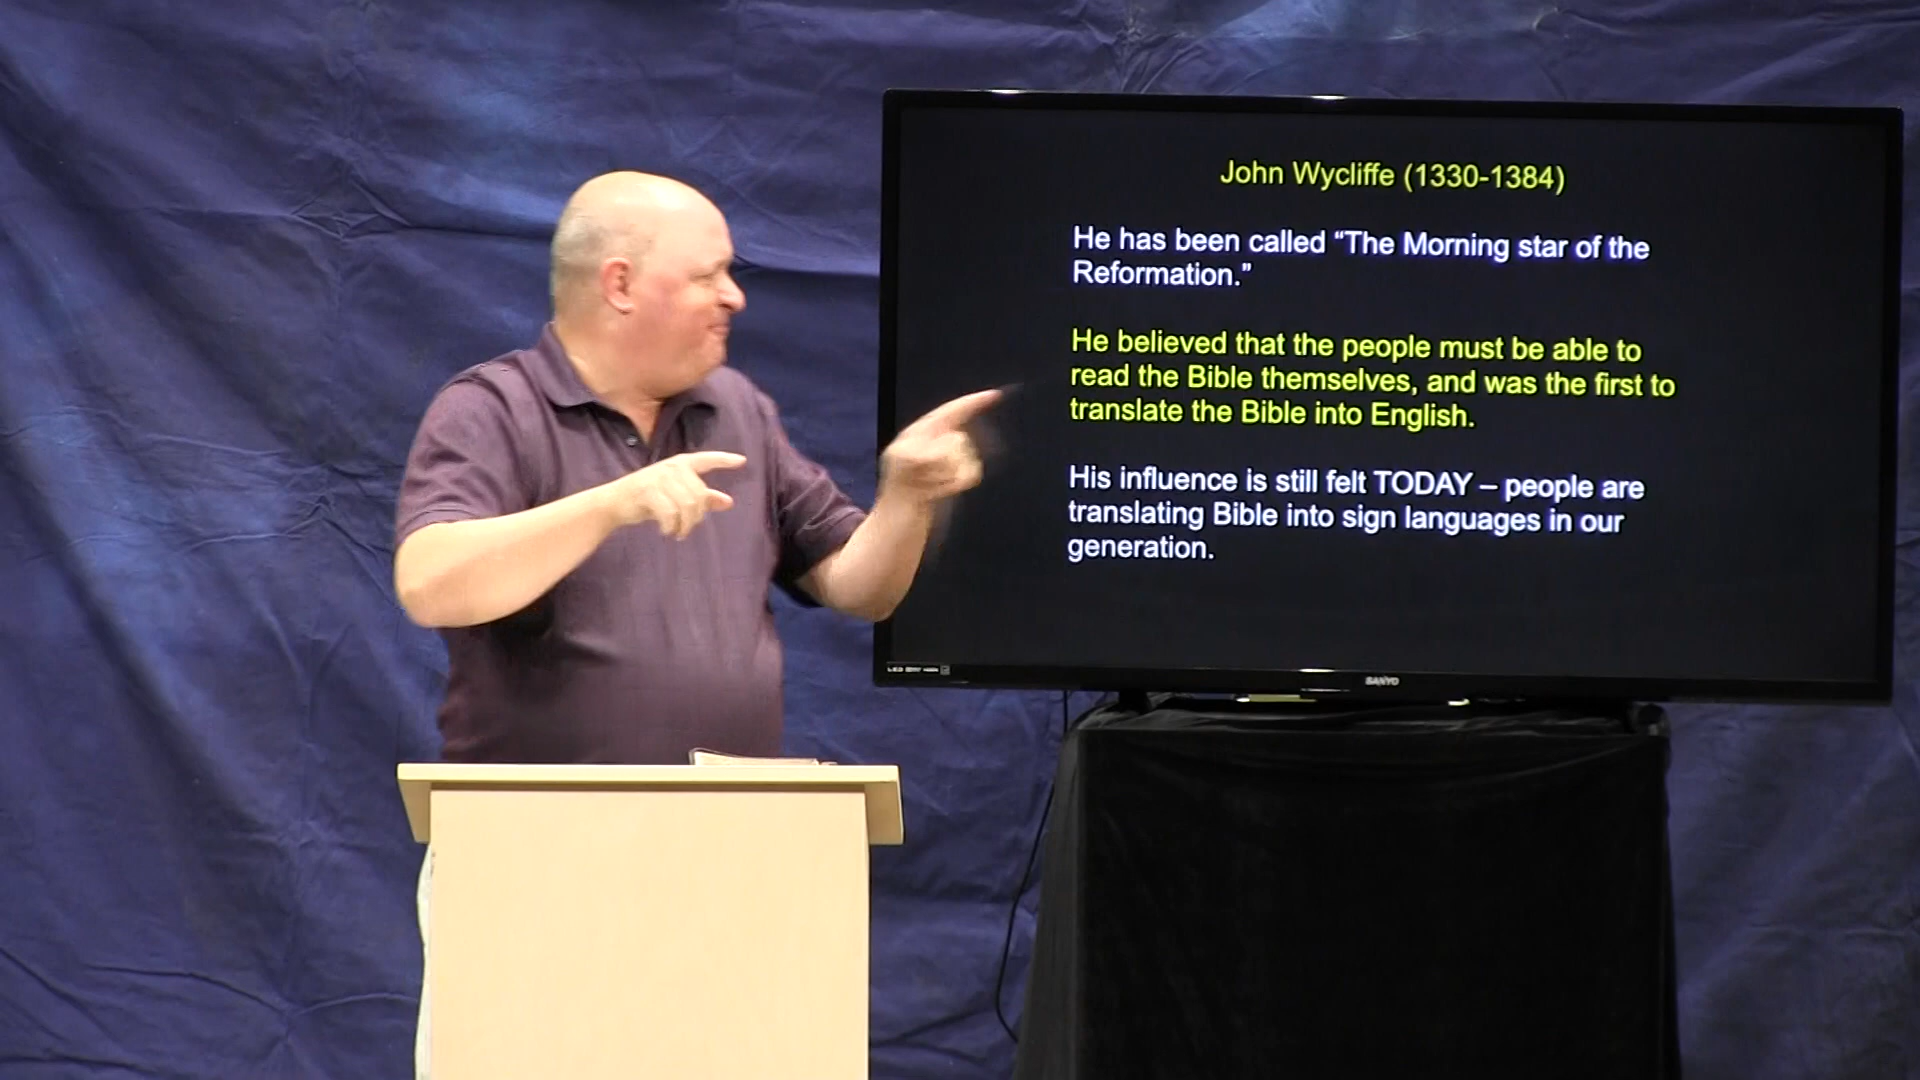 John Wycliffe (1330-1384)
He has been called “The Morning star of the
Reformation.”
He believed that the people must be able to
read the Bible themselves, and was the first to
translate the Bible into English.
His influence is still felt TODAY – people are
translating Bible into sign languages in our
generation.
SANYO